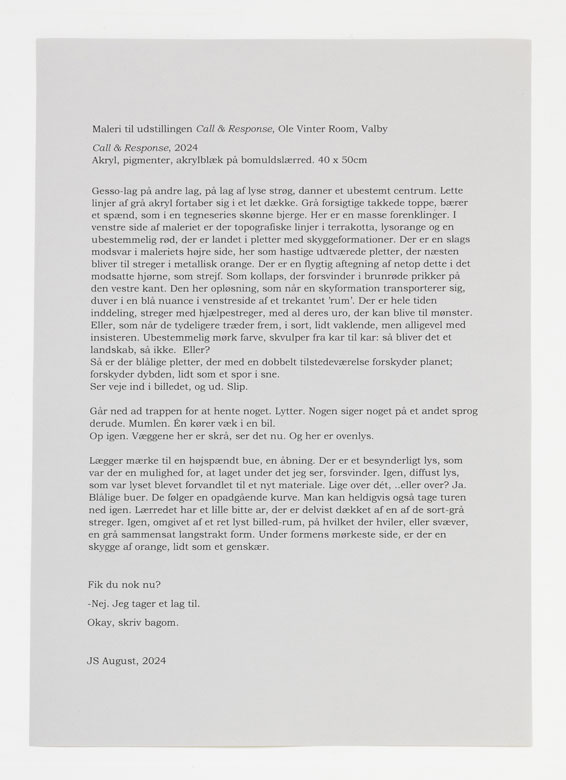 Maleri til udstillingen Call & Response, Ole Vinter Room, Valby
Call & Response, 2024
Akryl, pigmenter, akrylblæk på bomuldslærred. 40 x 50cm
Gesso-lag på andre lag, på lag af lyse strøg, danner et ubestemt centrum. Lette
linjer af grå akryl fortaber sig i et let dække. Grå forsigtige takkede toppe, bærer
et spænd, som i en tegneseries skønne bjerge. Her er en masse forenklinger. I
venstre side af maleriet er der topografiske linjer i terrakotta, lysorange og en
ubestemmelig rød, der er landet i pletter med skyggeformationer. Der er en slags
modsvar i maleriets højre side, her som hastige udtværede pletter, der næsten
bliver til streger i metallisk orange. Der er en flygtig aftegning af netop dette i det
modsatte hjørne, som strejf. Som kollaps, der forsvinder i brunrøde prikker på
den vestre kant. Den her opløsning, som når en skyformation transporterer sig,
duver i en blå nuance i venstreside af et trekantet ’rum’. Der er hele tiden
inddeling, streger med hjælpestreger, med al deres uro, der kan blive til mønster.
Eller, som når de tydeligere træder frem, i sort, lidt vaklende, men alligevel med
insisteren. Ubestemmelig mørk farve, skvulper fra kar til kar: så bliver det et
landskab, så ikke.  Eller?
Så er der blålige pletter, der med en dobbelt tilstedeværelse forskyder planet;
forskyder dybden, lidt som et spor i sne.
Ser veje ind i billedet, og ud. Slip.
Går ned ad trappen for at hente noget. Lytter. Nogen siger noget på et andet sprog
derude. Mumlen. Én kører væk i en bil.
Op igen. Væggene her er skrå, ser det nu. Og her er ovenlys.
Lægger mærke til en højspændt bue, en åbning. Der er et besynderligt lys, som
var der en mulighed for, at laget under det jeg ser, forsvinder. Igen, diffust lys,
som var lyset blevet forvandlet til et nyt materiale. Lige over dét, ..eller over? Ja.
Blålige buer. De følger en opadgående kurve. Man kan heldigvis også tage turen
ned igen. Lærredet har et lille bitte ar, der er delvist dækket af en af de sort-grå
streger. Igen, omgivet af et ret lyst billed-rum, på hvilket der hviler, eller svæver,
en grå sammensat langstrakt form. Under formens mørkeste side, er der en
skygge af orange, lidt som et genskær.
Fik du nok nu?
-Nej. Jeg tager et lag til.
Okay, skriv bagom.
JS August, 2024